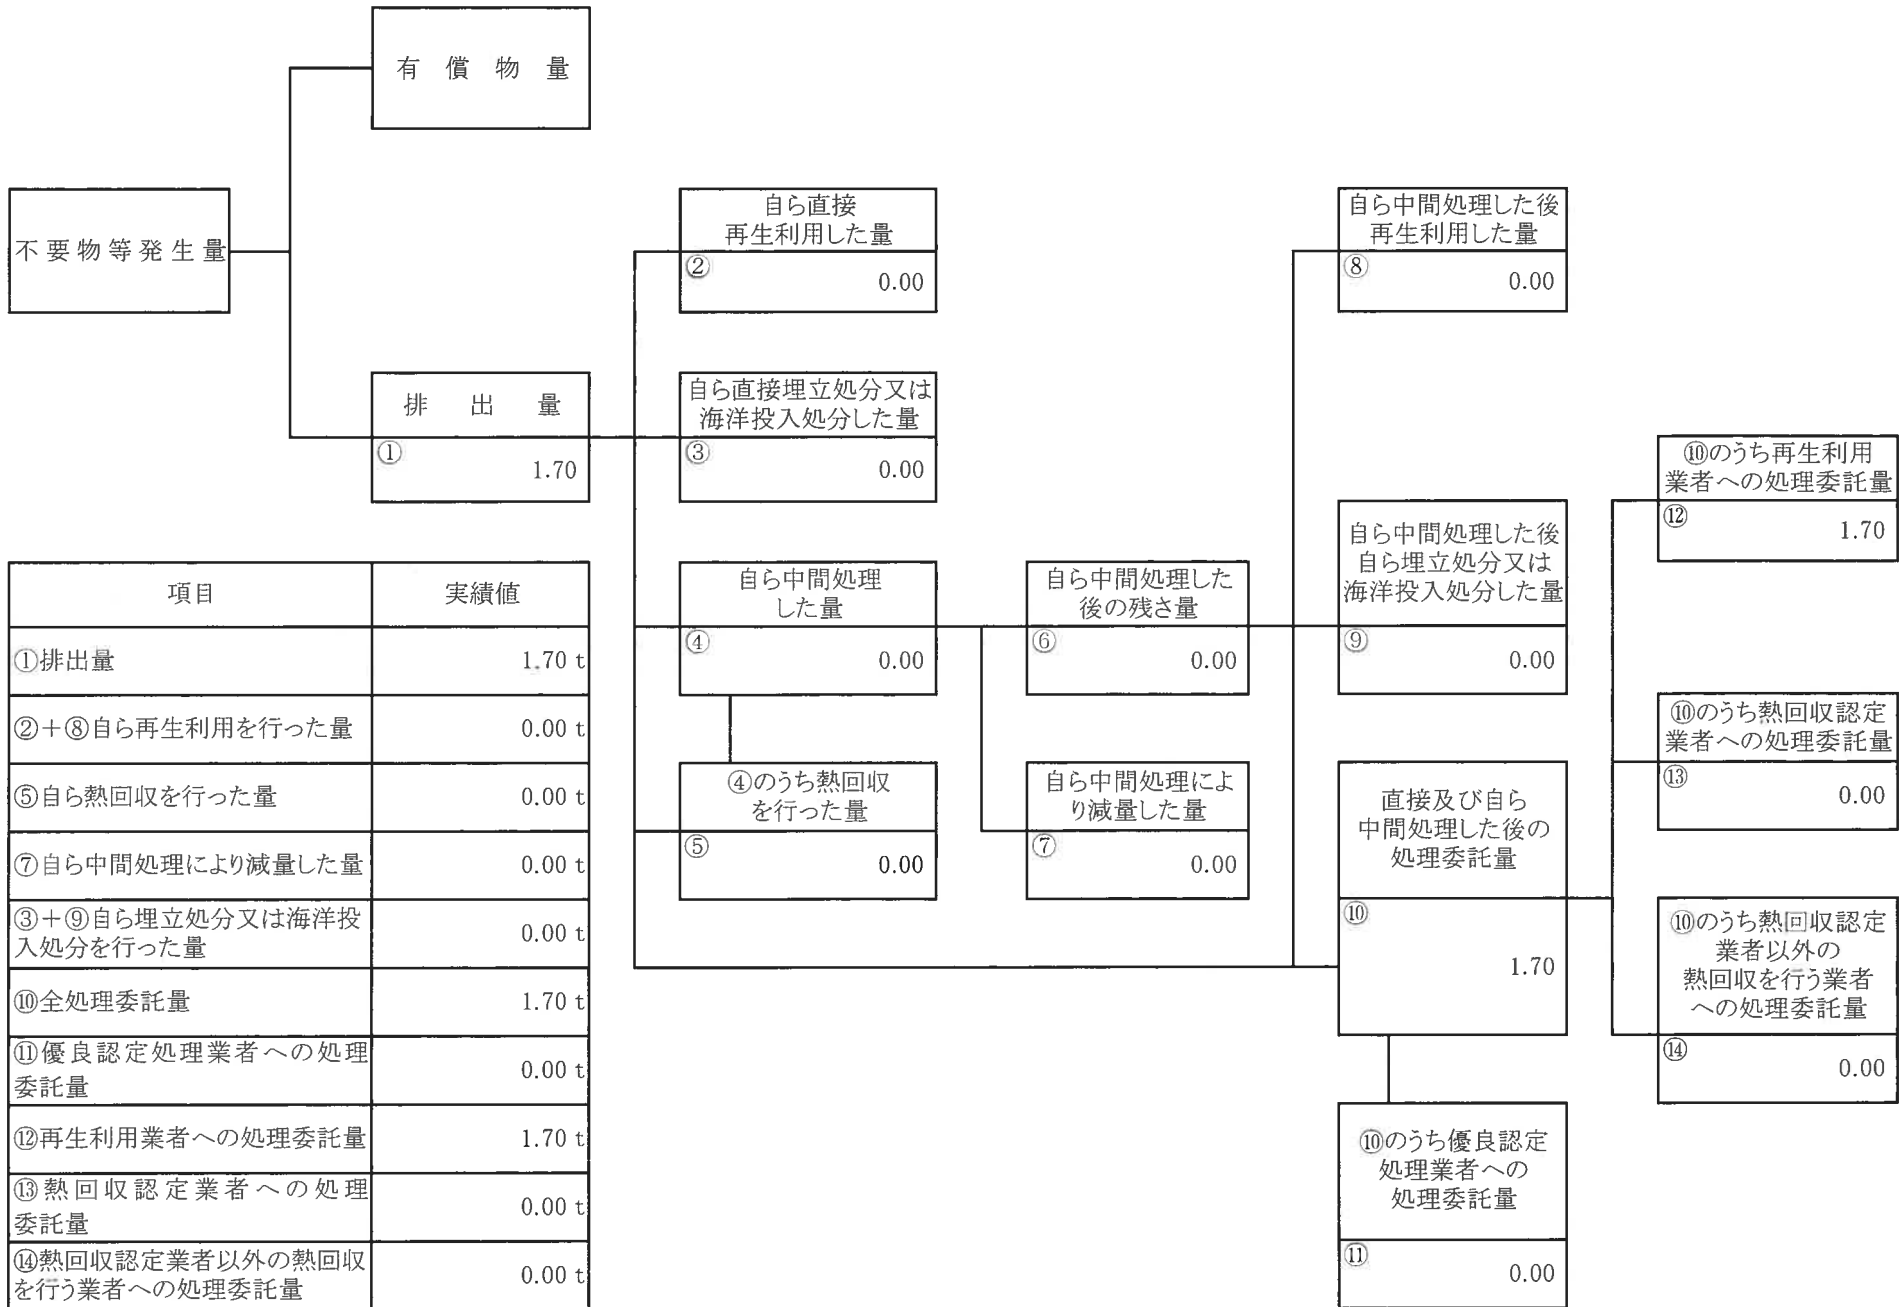 有償物量
不要物等発生量
排出量
①
1.70
自ら直接
再生利用した量
②
0.00
自ら直接埋立処分又は
海洋投入処分した量
③
0.00
自ら中間処理
した量
④
0.00
④のうち熱回収
を行った量
⑤
0.00
自ら中間処理した
後の残さ量
⑥
0.00
自ら中間処理によ
り減量した量
⑦
0.00
自ら中間処理した後
再生利用した量
⑧
0.00
自ら中間処理した後
自ら埋立処分又は
海洋投入処分した量
⑨
0.00
直接及び自ら
中間処理した後の
処理委託量
⑩
1.70
⑩のうち優良認定
処理業者への
処理委託量
⑪
0.00
⑩のうち再生利用
業者への処理委託量
⑫
1.70
⑩のうち熱回収認定
業者への処理委託量
⑬
0.00
⑩のうち熱回収認定
業者以外の
熱回収を行う業者
への処理委託量
⑭
0.00
項目 実績値
①排出量 1.70 t
②+⑧自ら再生利用を行った量 0.00 t
⑤自ら熱回収を行った量 0.00 t
⑦自ら中間処理により減量した量 0.00 t
③+⑨自ら埋立処分又は海洋投
入処分を行った量 0.00 t
⑩全処理委託量 1.70 t
⑪優良認定処理業者への処理
委託量 0.00 t
⑫再生利用業者への処理委託量 1.70 t
⑬熱回収認定業者への処理
委託量 0.00 t
⑭熱回収認定業者以外の熱回収
を行う業者への処理委託量 0.00 t